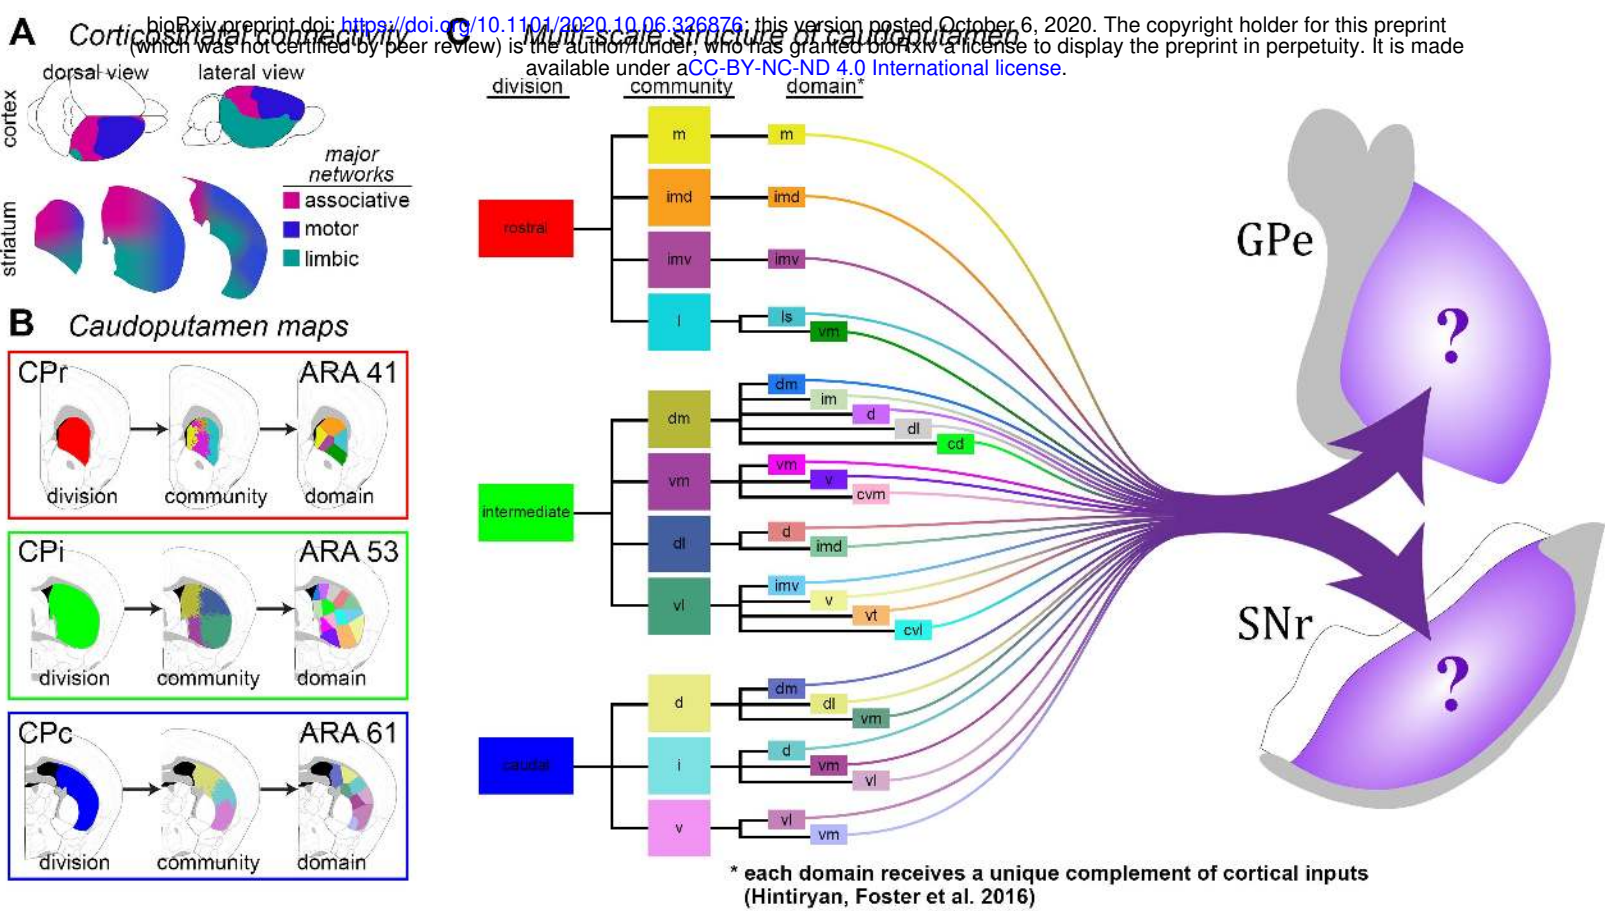 bioRxiv preprint doi: https://doi.org/10.1101/2020.10.06.326876; this version posted October 6, 2020. The copyright holder for this preprint
(which was not certified by peer review) is the author/funder, who has granted bioRxiv a license to display the preprint in perpetuity. It is made
available under aCC-BY-NC-ND 4.0 International license.
A Corticostriatal connectivity
dorsal view lateral view
cortex
striatum
major
networks
associative
motor
limbic
B Caudoputamen maps
CPr ARA 41
division community domain
CPi ARA 53
division community domain
CPc ARA 61
division community domain
C Multi-scale structure of caudoputamen
division community domain*
rostral
m m
imd imd
imv imv
l ls
vm
intermediate
dm dm
im
d
dl
cd
vm vm
v
cvm
dl d
imd
vl imv
v
vt
cvl
caudal
d dm
dl
vm
i d
vm
vl
v vl
vm
GPe
?
SNr
?
* each domain receives a unique complement of cortical inputs
(Hintiryan, Foster et al. 2016)